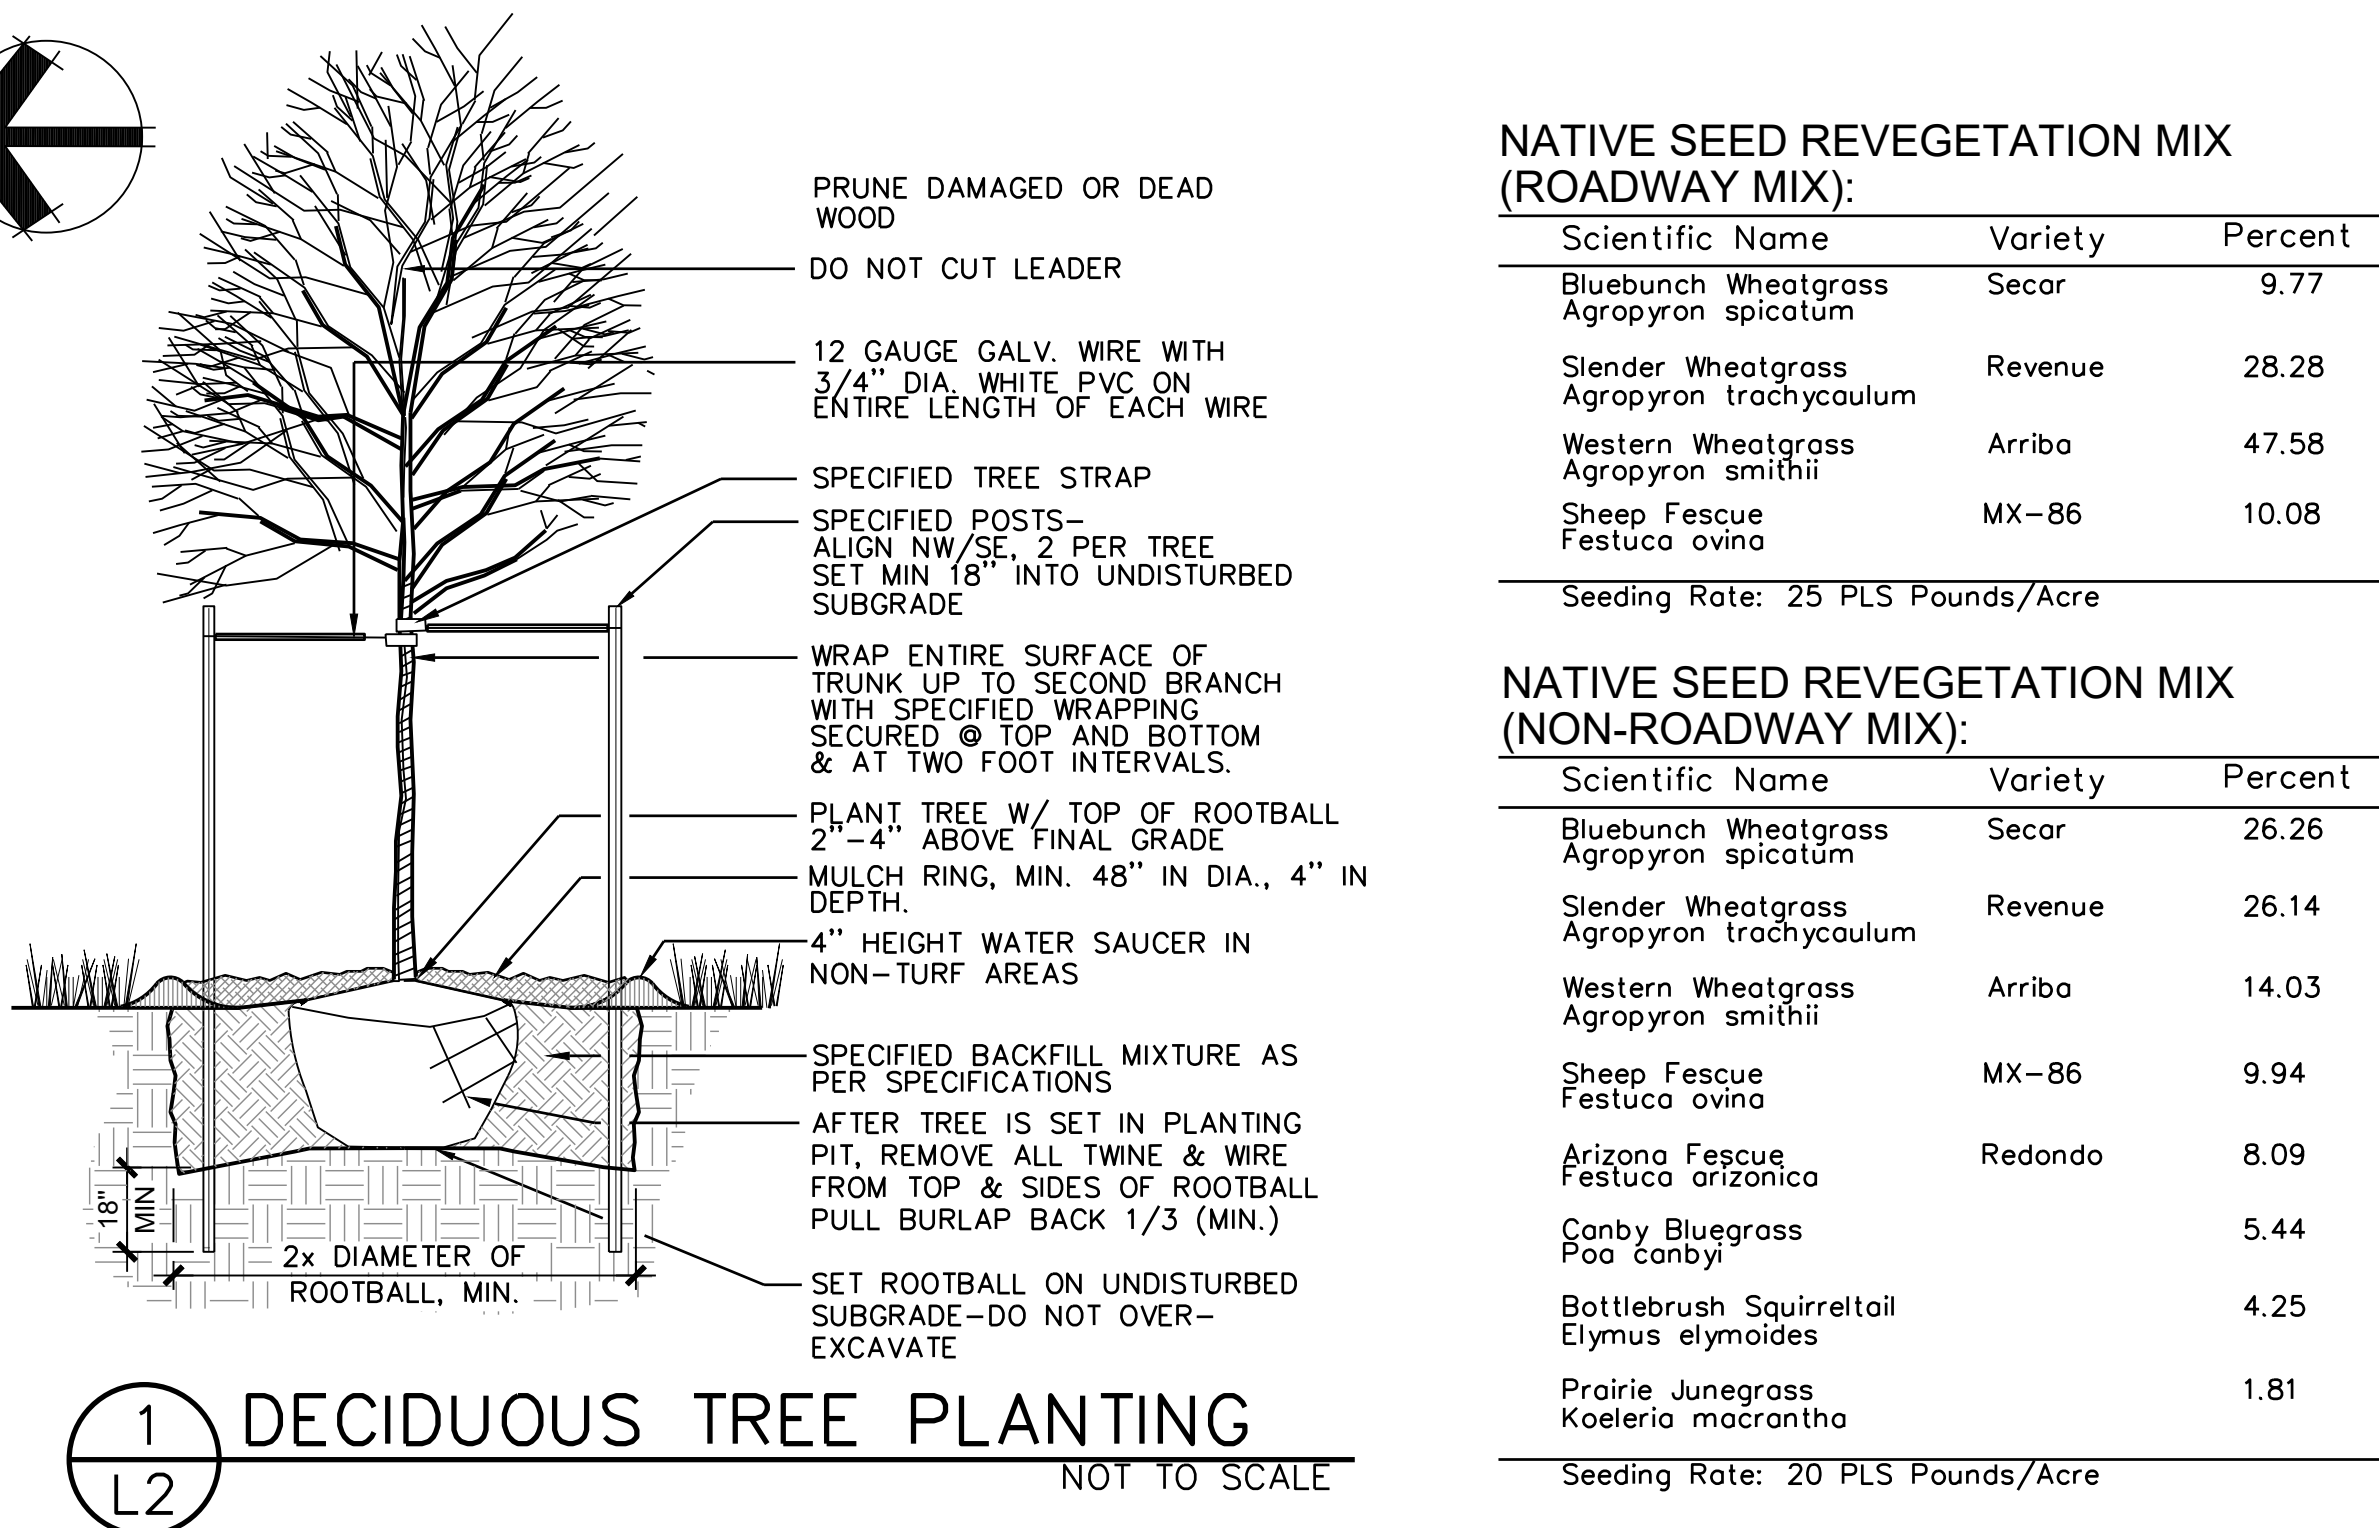 PRUNE DAMAGED OR DEAD
WOOD
DO NOT CUT LEADER
12 GAUGE GALV. WIRE WITH
3/4" DIA. WHITE PVC ON
ENTIRE LENGTH OF EACH WIRE
SPECIFIED TREE STRAP
SPECIFIED POSTS-
ALIGN NW/SE, 2 PER TREE
SET MIN 18" INTO UNDISTURBED
SUBGRADE
WRAP ENTIRE SURFACE OF
TRUNK UP TO SECOND BRANCH
WITH SPECIFIED WRAPPING
SECURED @ TOP AND BOTTOM
& AT TWO FOOT INTERVALS.
PLANT TREE W/ TOP OF ROOTBALL
2"-4" ABOVE FINAL GRADE
MULCH RING, MIN. 48" IN DIA., 4" IN
DEPTH.
4" HEIGHT WATER SAUCER IN
NON-TURF AREAS
SPECIFIED BACKFILL MIXTURE AS
PER SPECIFICATIONS
AFTER TREE IS SET IN PLANTING
PIT, REMOVE ALL TWINE & WIRE
FROM TOP & SIDES OF ROOTBALL
PULL BURLAP BACK 1/3 (MIN.)
SET ROOTBALL ON UNDISTURBED
SUBGRADE-DO NOT OVER-
EXCAVATE
18"
MIN
2x DIAMETER OF
ROOTBALL, MIN.
1
L2
DECIDUOUS TREE PLANTING
NOT TO SCALE
NATIVE SEED REVEGETATION MIX
(ROADWAY MIX):
Scientific Name Variety Percent
Bluebunch Wheatgrass Secar 9.77
Agropyron spicatum
Slender Wheatgrass Revenue 28.28
Agropyron trachycaulum
Western Wheatgrass Arriba 47.58
Agropyron smithii
Sheep Fescue MX-86 10.08
Festuca ovina
Seeding Rate: 25 PLS Pounds/Acre
NATIVE SEED REVEGETATION MIX
(NON-ROADWAY MIX):
Scientific Name Variety Percent
Bluebunch Wheatgrass Secar 26.26
Agropyron spicatum
Slender Wheatgrass Revenue 26.14
Agropyron trachycaulum
Western Wheatgrass Arriba 14.03
Agropyron smithii
Sheep Fescue MX-86 9.94
Festuca ovina
Arizona Fescue Redondo 8.09
Festuca arizonica
Canby Bluegrass 5.44
Poa canbyi
Bottlebrush Squirreltail 4.25
Elymus elymoides
Prairie Junegrass 1.81
Koeleria macrantha
Seeding Rate: 20 PLS Pounds/Acre